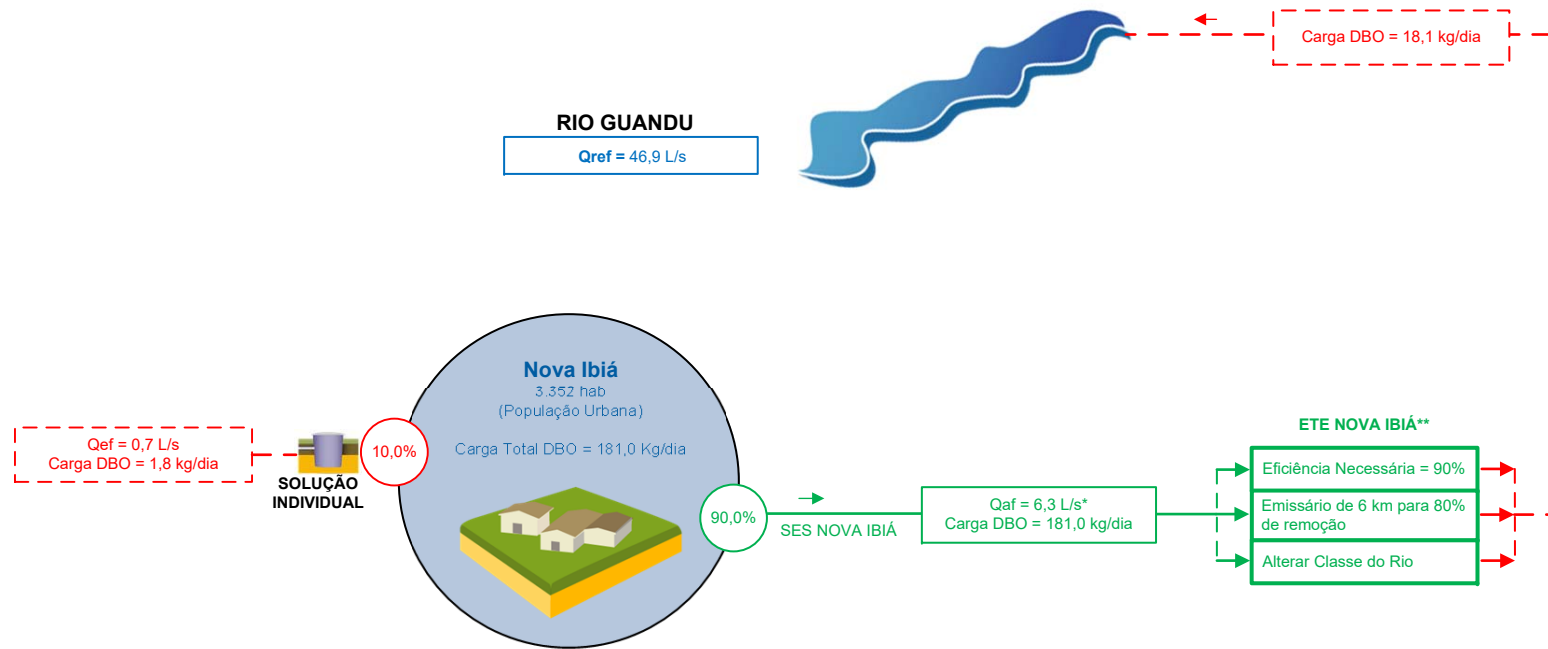 Carga DBO = 18,1 kg/dia
RIO GUANDU
Qref = 46,9 L/s
Nova Ibiá
3.352 hab
(População Urbana)
Carga Total DBO = 181,0 Kg/dia
Qef = 0,7 L/s
Carga DBO = 1,8 kg/dia
10,0%
SOLUÇÃO
INDIVIDUAL
90,0%
SES NOVA IBIÁ
Qaf = 6,3 L/s*
Carga DBO = 181,0 kg/dia
ETE NOVA IBIÁ**
Eficiência Necessária = 90%
Emissário de 6 km para 80%
de remoção
Alterar Classe do Rio